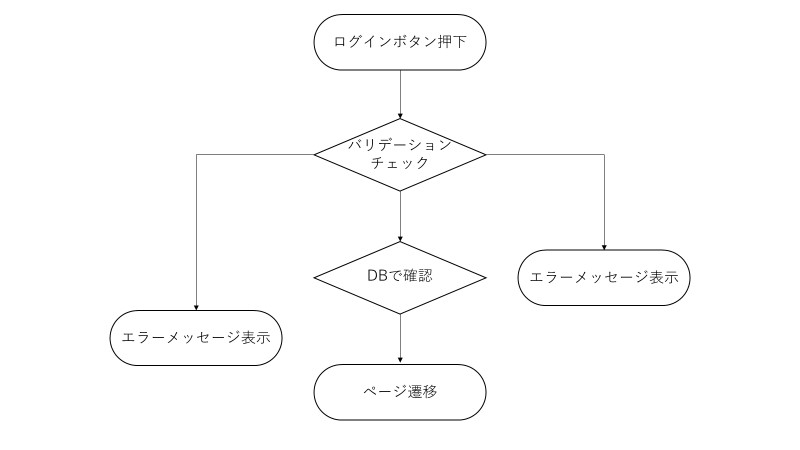 ログインボタン押下
バリデーション
チェック
DBで確認
エラーメッセージ表示
エラーメッセージ表示
ページ遷移